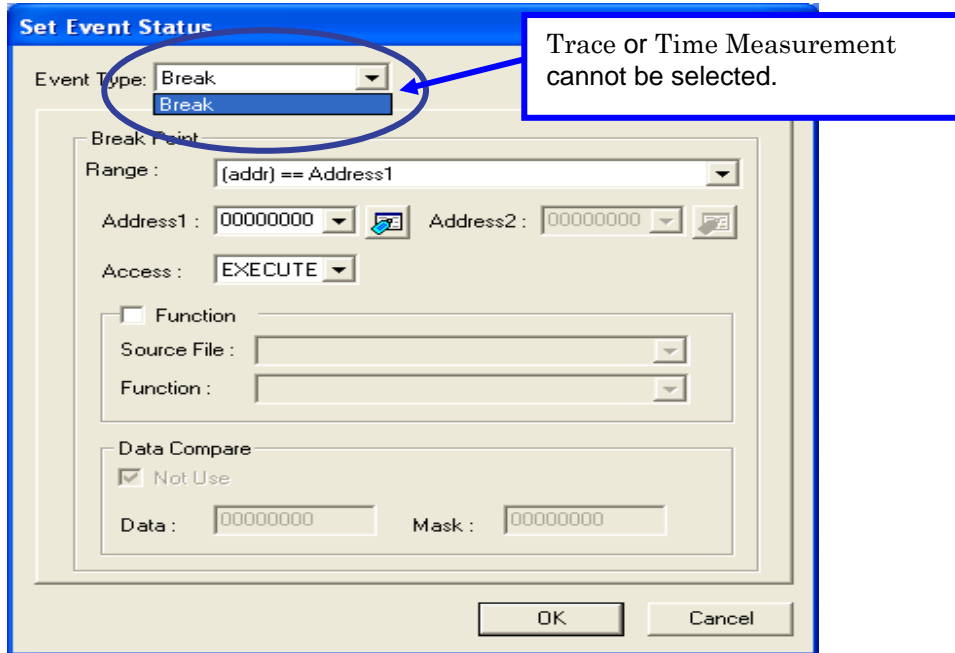 Set Event Status
Trace or Time Measurement
cannot be selected.
Event Type: Break
Break
Break Point
Range : (addr) == Address1
Address1 : 00000000 Address2 : 00000000
Access : EXECUTE
Function
Source File :
Function :
Data Compare
Not Use
Data : 00000000 Mask : 00000000
OK Cancel